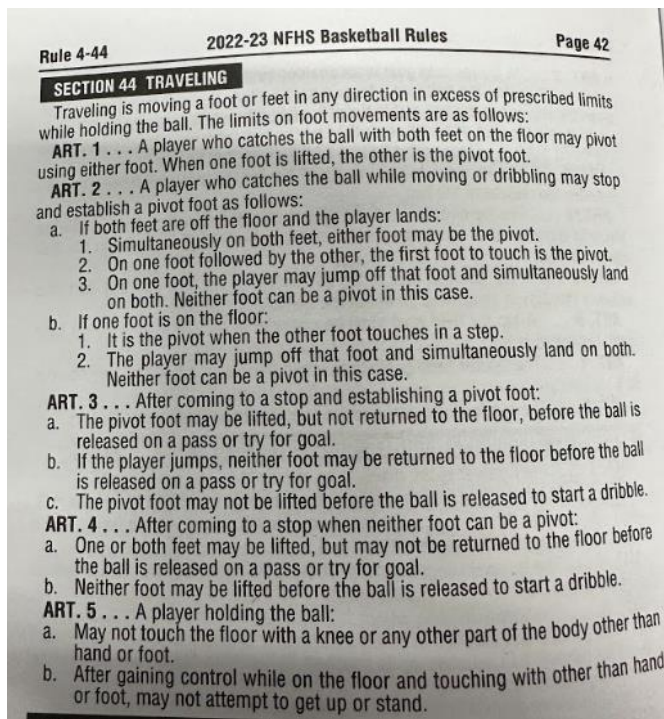 Rule 4-44 2022-23 NFHS Basketball Rules Page 42
SECTION 44 TRAVELING
Traveling is moving a foot or feet in any direction in excess of prescribed limits
while holding the ball. The limits on foot movements are as follows:
ART. 1 . . . A player who catches the ball with both feet on the floor may pivot
using either foot. When one foot is lifted, the other is the pivot foot.
ART. 2 . . . A player who catches the ball while moving or dribbling may stop
and establish a pivot foot as follows:
a. If both feet are off the floor and the player lands:
1. Simultaneously on both feet, either foot may be the pivot.
2. On one foot followed by the other, the first foot to touch is the pivot.
3. On one foot, the player may jump off that foot and simultaneously land
on both. Neither foot can be a pivot in this case.
b. If one foot is on the floor:
1. It is the pivot when the other foot touches in a step.
2. The player may jump off that foot and simultaneously land on both.
Neither foot can be a pivot in this case.
ART. 3 . . . After coming to a stop and establishing a pivot foot:
a. The pivot foot may be lifted, but not returned to the floor, before the ball is
released on a pass or try for goal.
b. If the player jumps, neither foot may be returned to the floor before the ball
is released on a pass or try for goal.
c. The pivot foot may not be lifted before the ball is released to start a dribble.
ART. 4 . . . After coming to a stop when neither foot can be a pivot:
a. One or both feet may be lifted, but may not be returned to the floor before
the ball is released on a pass or try for goal.
b. Neither foot may be lifted before the ball is released to start a dribble.
ART. 5 . . . A player holding the ball:
a. May not touch the floor with a knee or any other part of the body other than
hand or foot.
b. After gaining control while on the floor and touching with other than hand
or foot, may not attempt to get up or stand.